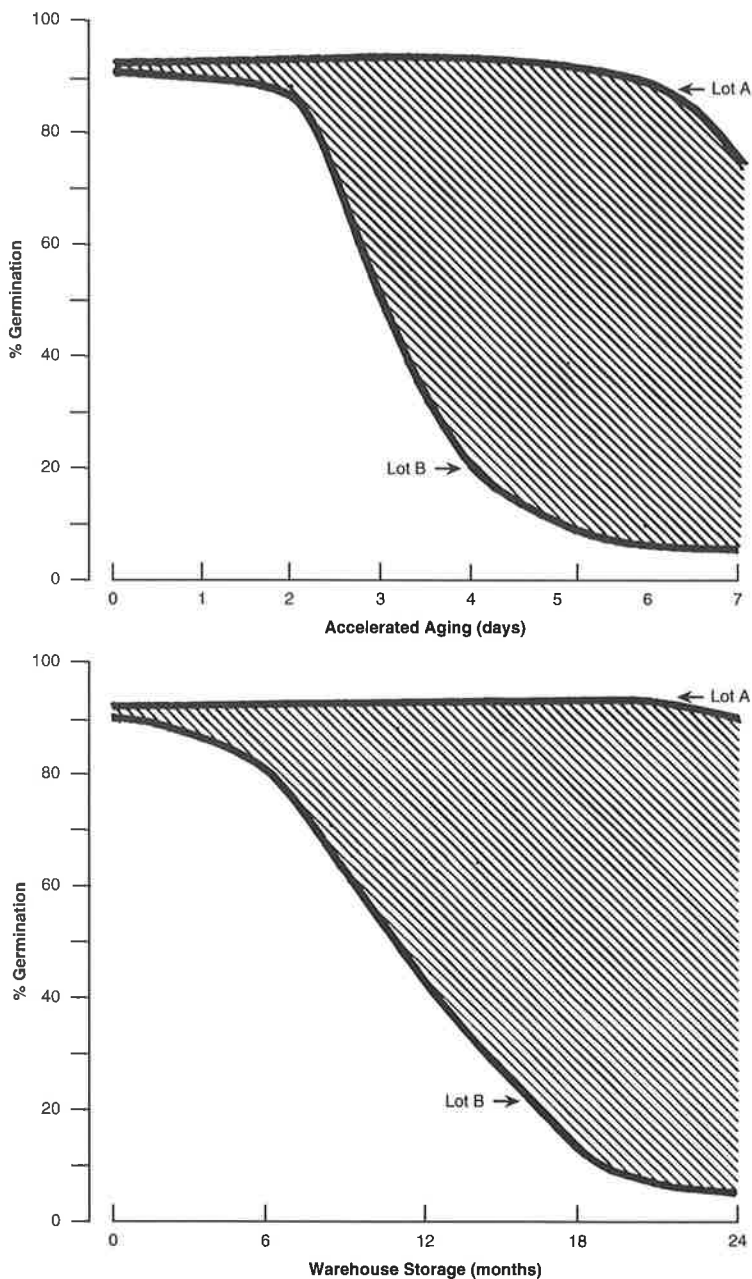 100
80
60
40
20
0
% Germination
Lot A
Lot B
0 1 2 3 4 5 6 7
Accelerated Aging (days)
100
80
60
40
20
0
% Germination
Lot A
Lot B
0 6 12 18 24
Warehouse Storage (months)